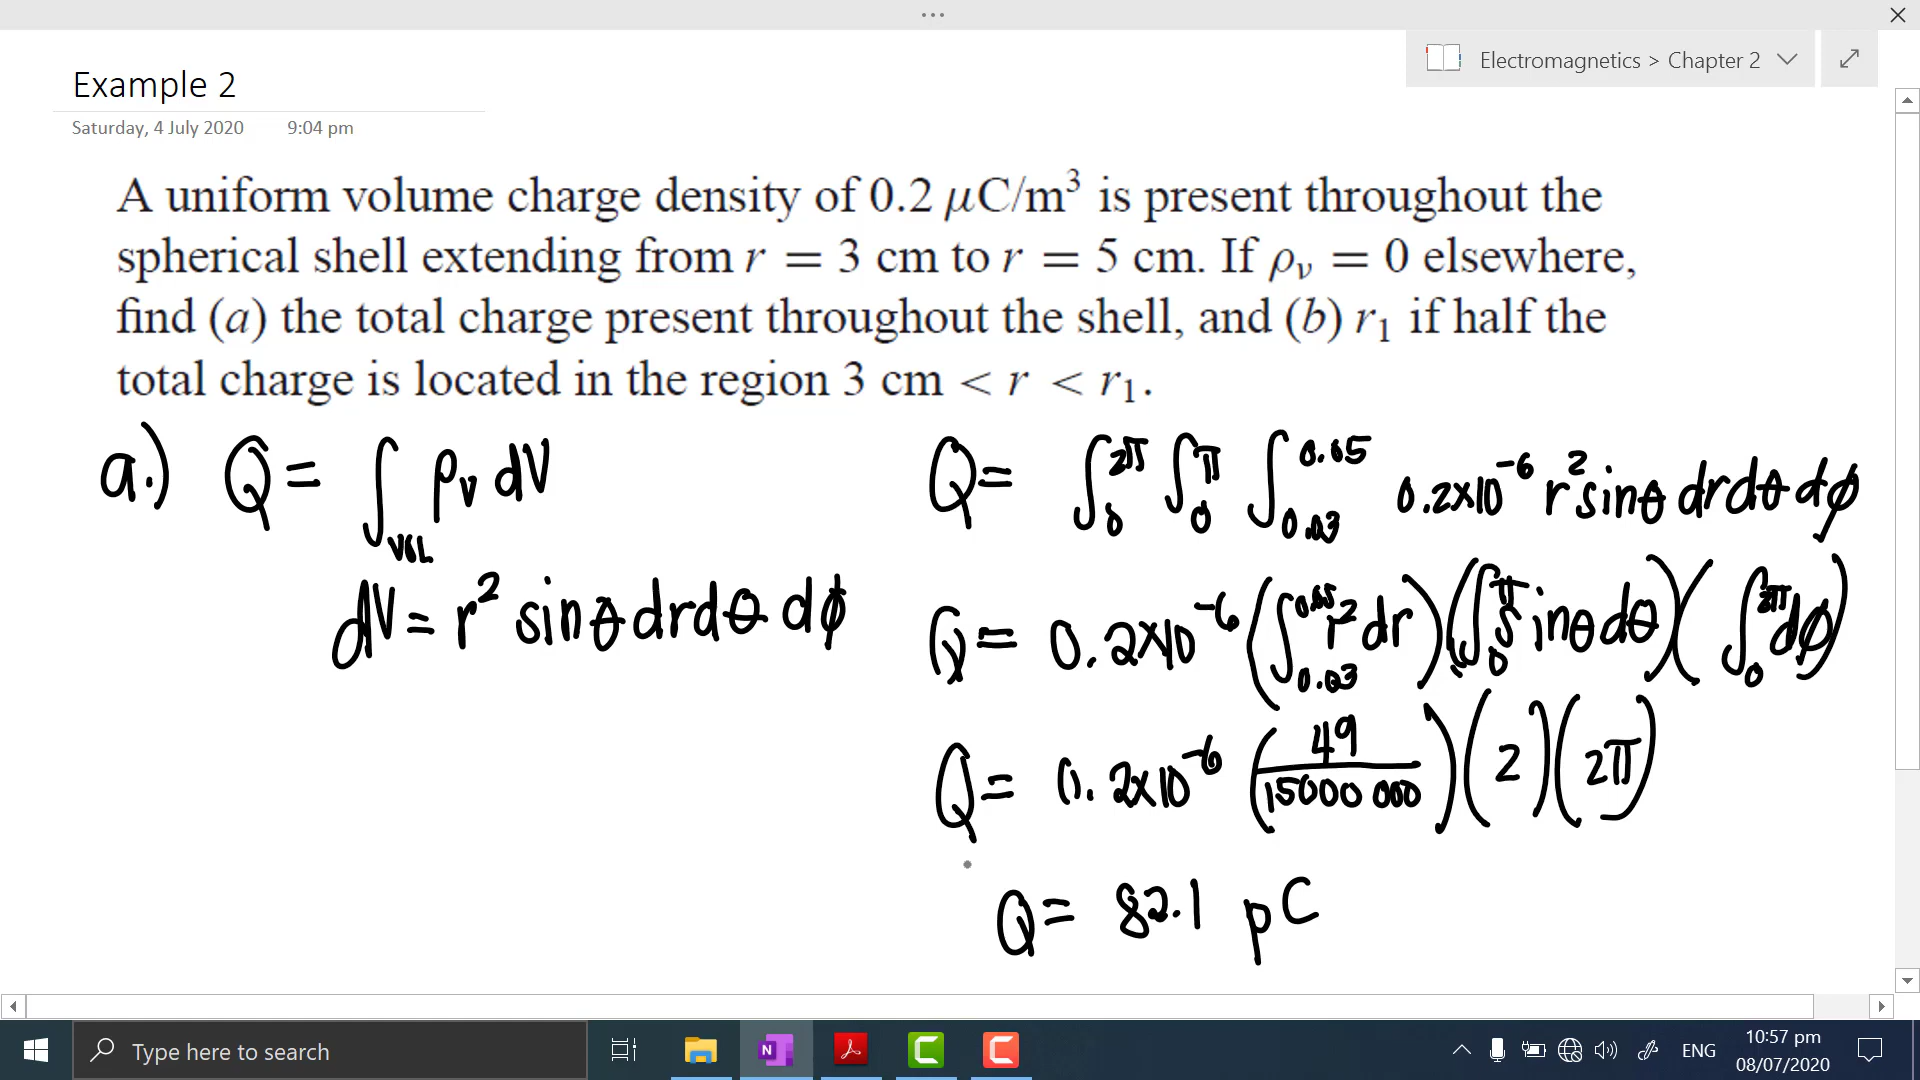 Electromagnetics > Chapter 2
Example 2
Saturday, 4 July 2020 9:04 pm
A uniform volume charge density of 0.2 μC/m³ is present throughout the
spherical shell extending from r = 3 cm to r = 5 cm. If ρᵥ = 0 elsewhere,
find (a) the total charge present throughout the shell, and (b) r₁ if half the
total charge is located in the region 3 cm < r < r₁.
a.) Q = ∫_VOL ρᵥ dV
dV = r² sinθ dr dθ dϕ
Q = ∫₀^2π ∫₀^π ∫_0.03^0.05 0.2x10⁻⁶ r² sinθ dr dθ dϕ
Q = 0.2x10⁻⁶ (∫_0.03^0.05 r² dr)(∫₀^π sinθ dθ)(∫₀^2π dϕ)
Q = 0.2x10⁻⁶ (49/15000 000)(2)(2π)
Q = 82.1 pC
Type here to search
N
ENG
10:57 pm
08/07/2020